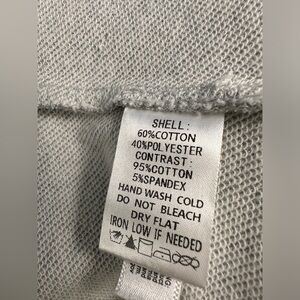 SHELL:
60%COTTON
40%POLYESTER
CONTRAST:
95%COTTON
5%SPANDEX
HAND WASH COLD
DO NOT BLEACH
DRY FLAT
IRON LOW IF NEEDED